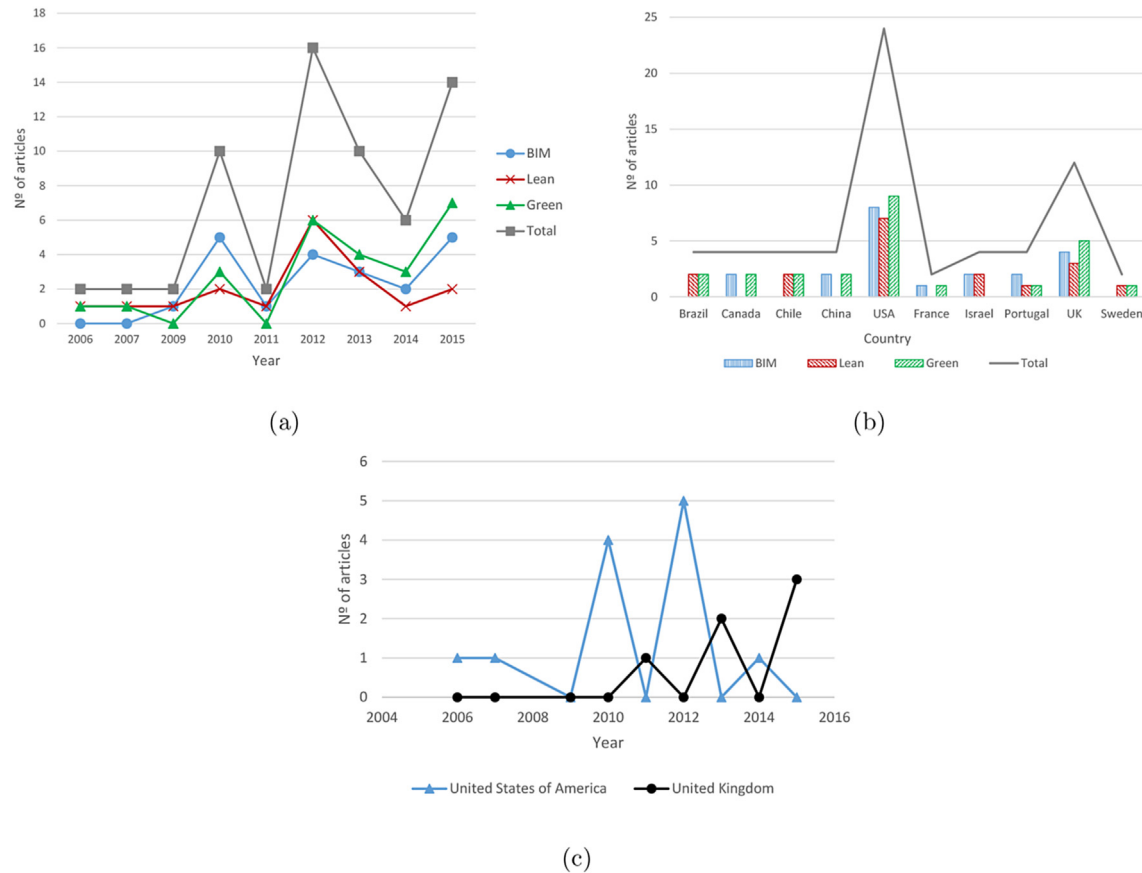 18
16
14
12
10
8
6
4
2
0
Nº of articles
2006 2007 2009 2010 2011 2012 2013 2014 2015
Year
BIM
Lean
Green
Total
(a)
25
20
15
10
5
0
Nº of articles
Brazil Canada Chile China USA France Israel Portugal UK Sweden
Country
BIM Lean Green Total
(b)
6
5
4
3
2
1
0
Nº of articles
2004 2006 2008 2010 2012 2014 2016
Year
United States of America United Kingdom
(c)